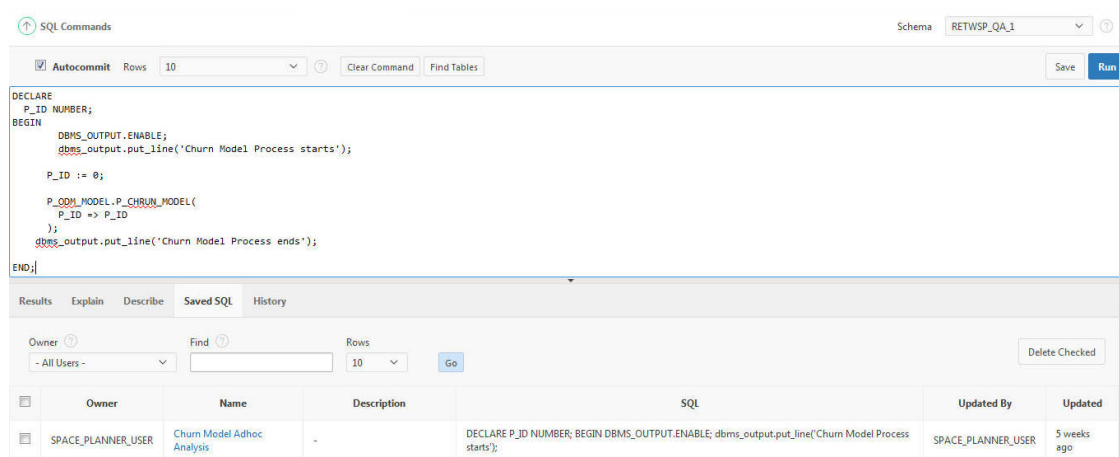 SQL Commands
Schema RETWSP_QA_1 ?
Autocommit Rows 10 ? Clear Command Find Tables Save Run
DECLARE
P_ID NUMBER;
BEGIN
DBMS_OUTPUT.ENABLE;
dbms_output.put_line('Churn Model Process starts');
P_ID := 0;
P_ODM_MODEL.P_CHRUN_MODEL(
P_ID => P_ID
);
dbms_output.put_line('Churn Model Process ends');
END;
Results Explain Describe Saved SQL History
Owner ? Find ? Rows
- All Users - 10 Go Delete Checked
Owner Name Description SQL Updated By Updated
SPACE_PLANNER_USER Churn Model Adhoc
Analysis
-
DECLARE P_ID NUMBER; BEGIN DBMS_OUTPUT.ENABLE; dbms_output.put_line('Churn Model Process
starts');
SPACE_PLANNER_USER
5 weeks
ago